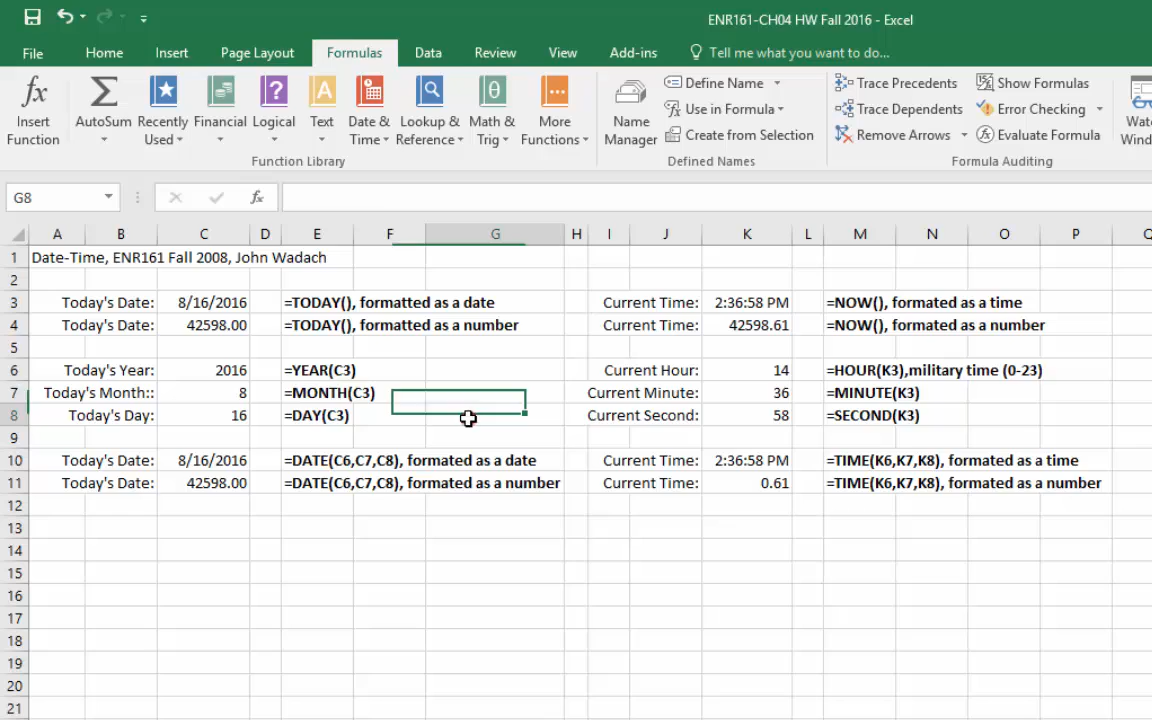 ENR161-CH04 HW Fall 2016 - Excel
File Home Insert Page Layout Formulas Data Review View Add-ins Tell me what you want to do...
fx Insert Function
Σ AutoSum
Recently Used
Financial
? Logical
A Text
Date & Time
Lookup & Reference
θ Math & Trig
More Functions
Function Library
Name Manager
Define Name
Use in Formula
Create from Selection
Defined Names
Trace Precedents
Trace Dependents
Remove Arrows
Show Formulas
Error Checking
Evaluate Formula
Formula Auditing
G8 fx
A B C D E F G H I J K L M N O P
1 Date-Time, ENR161 Fall 2008, John Wadach
2
3 Today's Date: 8/16/2016 =TODAY(), formatted as a date Current Time: 2:36:58 PM =NOW(), formated as a time
4 Today's Date: 42598.00 =TODAY(), formatted as a number Current Time: 42598.61 =NOW(), formated as a number
5
6 Today's Year: 2016 =YEAR(C3) Current Hour: 14 =HOUR(K3),military time (0-23)
7 Today's Month:: 8 =MONTH(C3) Current Minute: 36 =MINUTE(K3)
8 Today's Day: 16 =DAY(C3) Current Second: 58 =SECOND(K3)
9
10 Today's Date: 8/16/2016 =DATE(C6,C7,C8), formated as a date Current Time: 2:36:58 PM =TIME(K6,K7,K8), formated as a time
11 Today's Date: 42598.00 =DATE(C6,C7,C8), formated as a number Current Time: 0.61 =TIME(K6,K7,K8), formated as a number
12
13
14
15
16
17
18
19
20
21